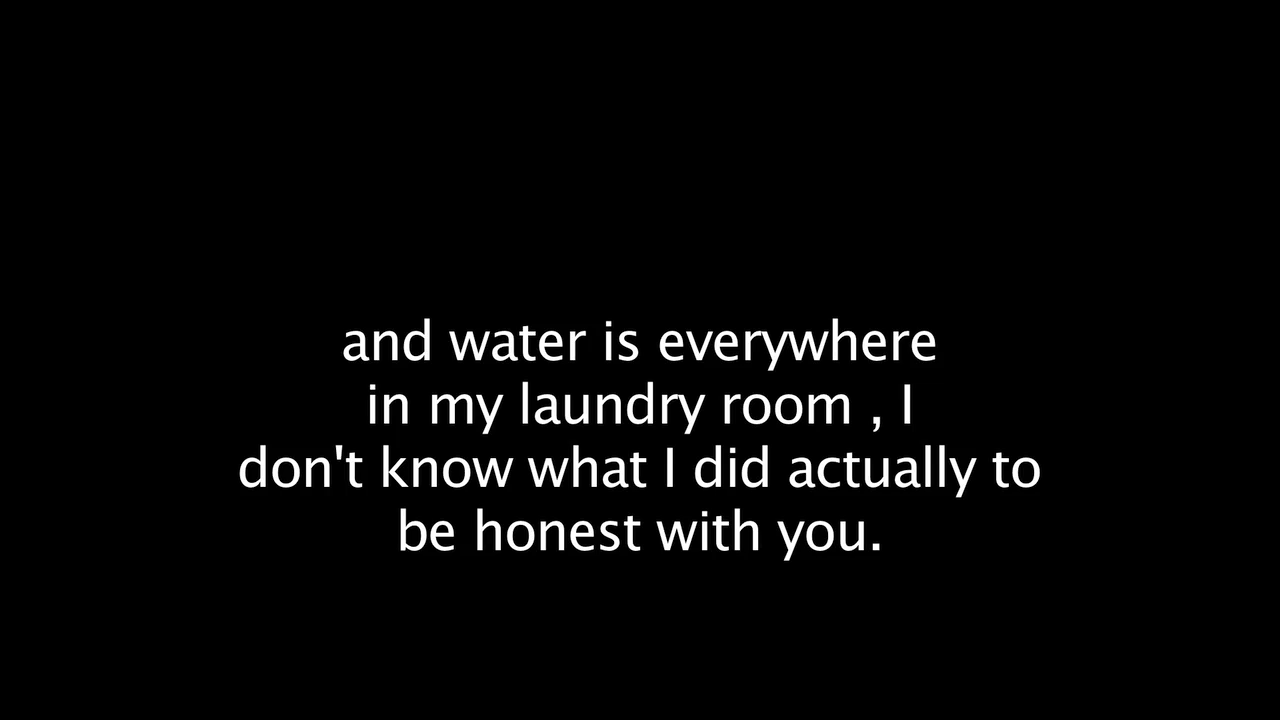 and water is everywhere
in my laundry room , I
don't know what I did actually to
be honest with you.